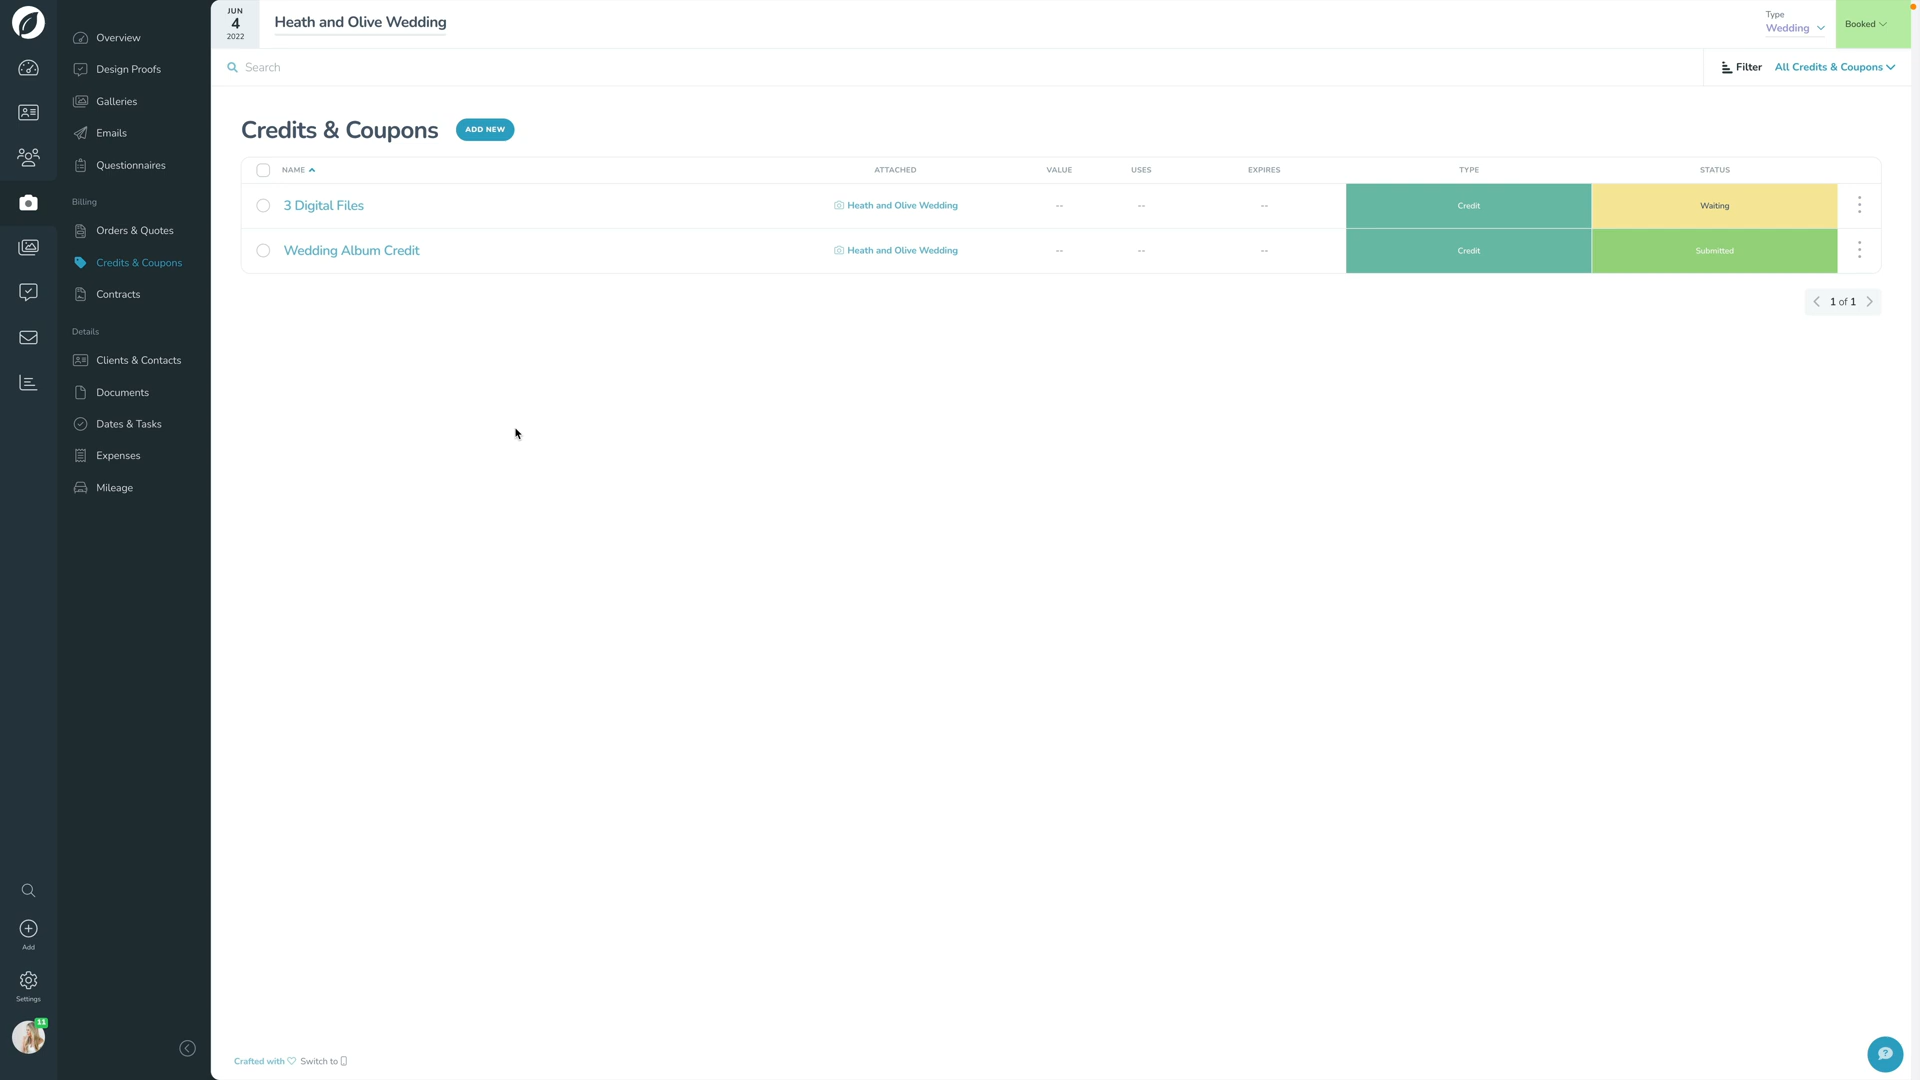 JUN
4
2022
Heath and Olive Wedding
Type
Wedding
Booked
Search
Filter
All Credits & Coupons
Overview
Design Proofs
Galleries
Emails
Questionnaires
Billing
Orders & Quotes
Credits & Coupons
Contracts
Details
Clients & Contacts
Documents
Dates & Tasks
Expenses
Mileage
Credits & Coupons
ADD NEW
NAME ATTACHED VALUE USES EXPIRES TYPE STATUS
3 Digital Files Heath and Olive Wedding -- -- -- Credit Waiting
Wedding Album Credit Heath and Olive Wedding -- -- -- Credit Submitted
1 of 1
Add
Settings
11
Crafted with Switch to